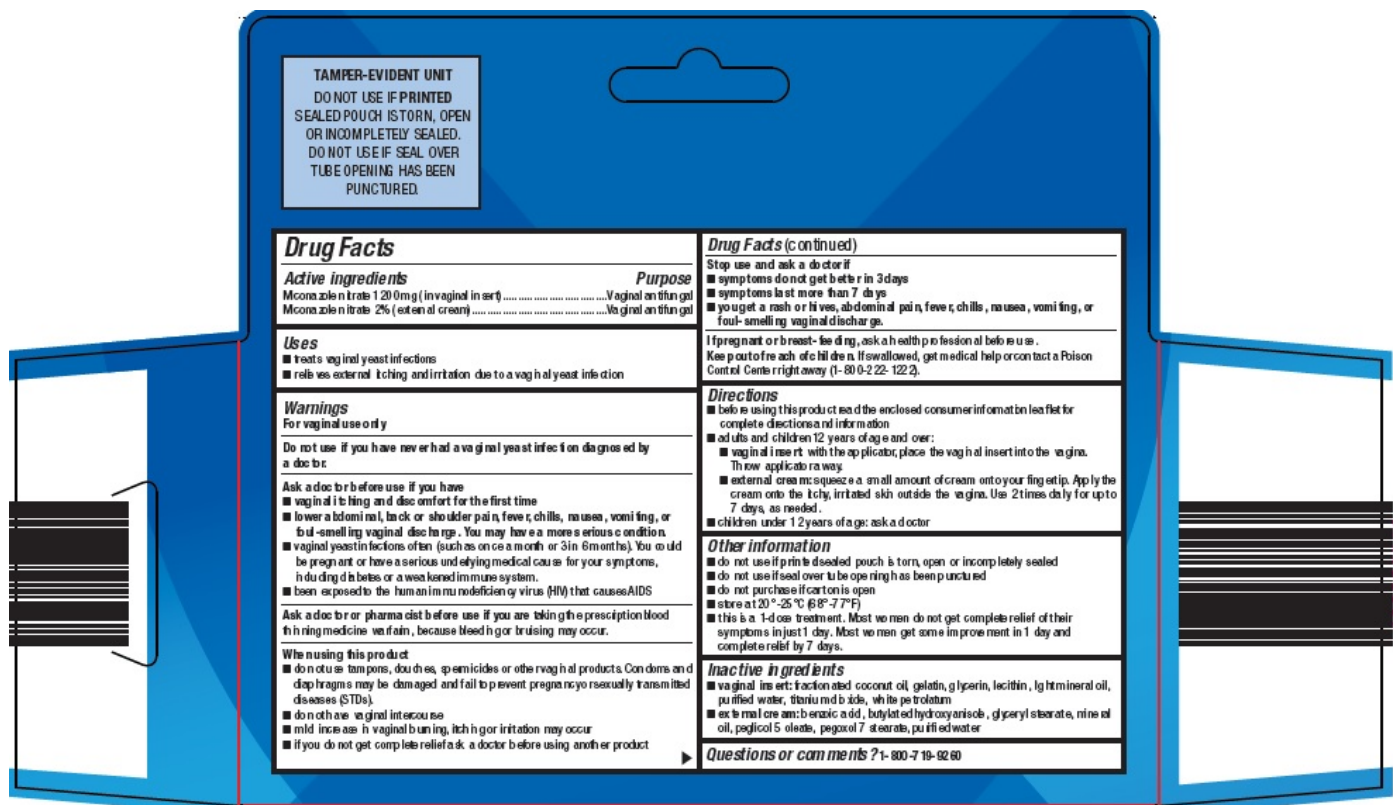 TAMPER-EVIDENT UNIT
DO NOT USE IF PRINTED
SEALED POUCH IS TORN, OPEN
OR INCOMPLETELY SEALED.
DO NOT USE IF SEAL OVER
TUBE OPENING HAS BEEN
PUNCTURED.
Drug Facts
Active ingredients Purpose
Miconazole nitrate 1200 mg (in vaginal insert) ................................ Vaginal antifungal
Miconazole nitrate 2% (external cream) .......................................... Vaginal antifungal
Uses
■ treats vaginal yeast infections
■ relieves external itching and irritation due to a vaginal yeast infection
Warnings
For vaginal use only
Do not use if you have never had a vaginal yeast infection diagnosed by
a doctor.
Ask a doctor before use if you have
■ vaginal itching and discomfort for the first time
■ lower abdominal, back or shoulder pain, fever, chills, nausea, vomiting, or
foul-smelling vaginal discharge. You may have a more serious condition.
■ vaginal yeast infections often (such as once a month or 3 in 6 months). You could
be pregnant or have a serious underlying medical cause for your symptoms,
including diabetes or a weakened immune system.
■ been exposed to the human immunodeficiency virus (HIV) that causes AIDS
Ask a doctor or pharmacist before use if you are taking the prescription blood
thinning medicine warfarin, because bleeding or bruising may occur.
When using this product
■ do not use tampons, douches, spermicides or other vaginal products. Condoms and
diaphragms may be damaged and fail to prevent pregnancy or sexually transmitted
diseases (STDs).
■ do not have vaginal intercourse
■ mild increase in vaginal burning, itching or irritation may occur
■ if you do not get complete relief ask a doctor before using another product
Drug Facts (continued)
Stop use and ask a doctor if
■ symptoms do not get better in 3 days
■ symptoms last more than 7 days
■ you get a rash or hives, abdominal pain, fever, chills, nausea, vomiting, or
foul-smelling vaginal discharge.
If pregnant or breast-feeding, ask a health professional before use.
Keep out of reach of children. If swallowed, get medical help or contact a Poison
Control Center right away (1-800-222-1222).
Directions
■ before using this product read the enclosed consumer information leaflet for
complete directions and information
■ adults and children 12 years of age and over:
■ vaginal insert: with the applicator, place the vaginal insert into the vagina.
Throw applicator away.
■ external cream: squeeze a small amount of cream onto your fingertip. Apply the
cream onto the itchy, irritated skin outside the vagina. Use 2 times daily for up to
7 days, as needed.
■ children under 12 years of age: ask a doctor
Other information
■ do not use if printed sealed pouch is torn, open or incompletely sealed
■ do not use if seal over tube opening has been punctured
■ do not purchase if carton is open
■ store at 20°-25°C (68°-77°F)
■ this is a 1-dose treatment. Most women do not get complete relief of their
symptoms in just 1 day. Most women get some improvement in 1 day and
complete relief by 7 days.
Inactive ingredients
■ vaginal insert: fractionated coconut oil, gelatin, glycerin, lecithin, light mineral oil,
purified water, titanium dioxide, white petrolatum
■ external cream: benzoic acid, butylated hydroxyanisole, glyceryl stearate, mineral
oil, peglicol 5 oleate, pegoxol 7 stearate, purified water
Questions or comments? 1-800-719-9260